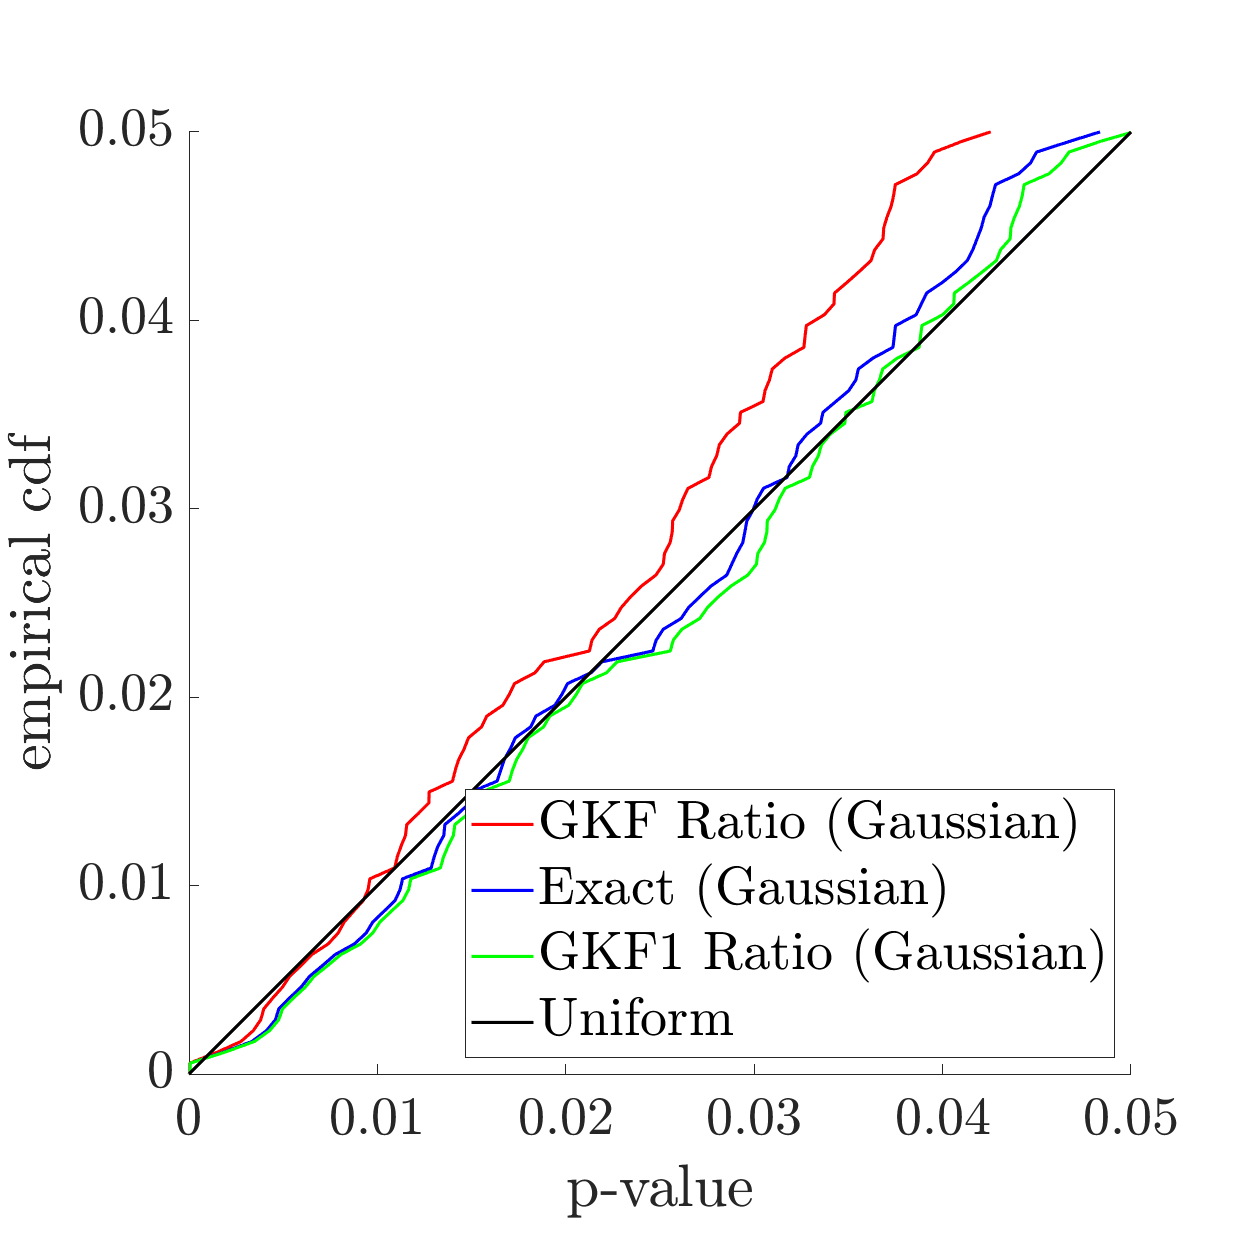 0.05
0.04
0.03
0.02
0.01
0
empirical cdf
GKF Ratio (Gaussian)
Exact (Gaussian)
GKF1 Ratio (Gaussian)
Uniform
0 0.01 0.02 0.03 0.04 0.05
p-value